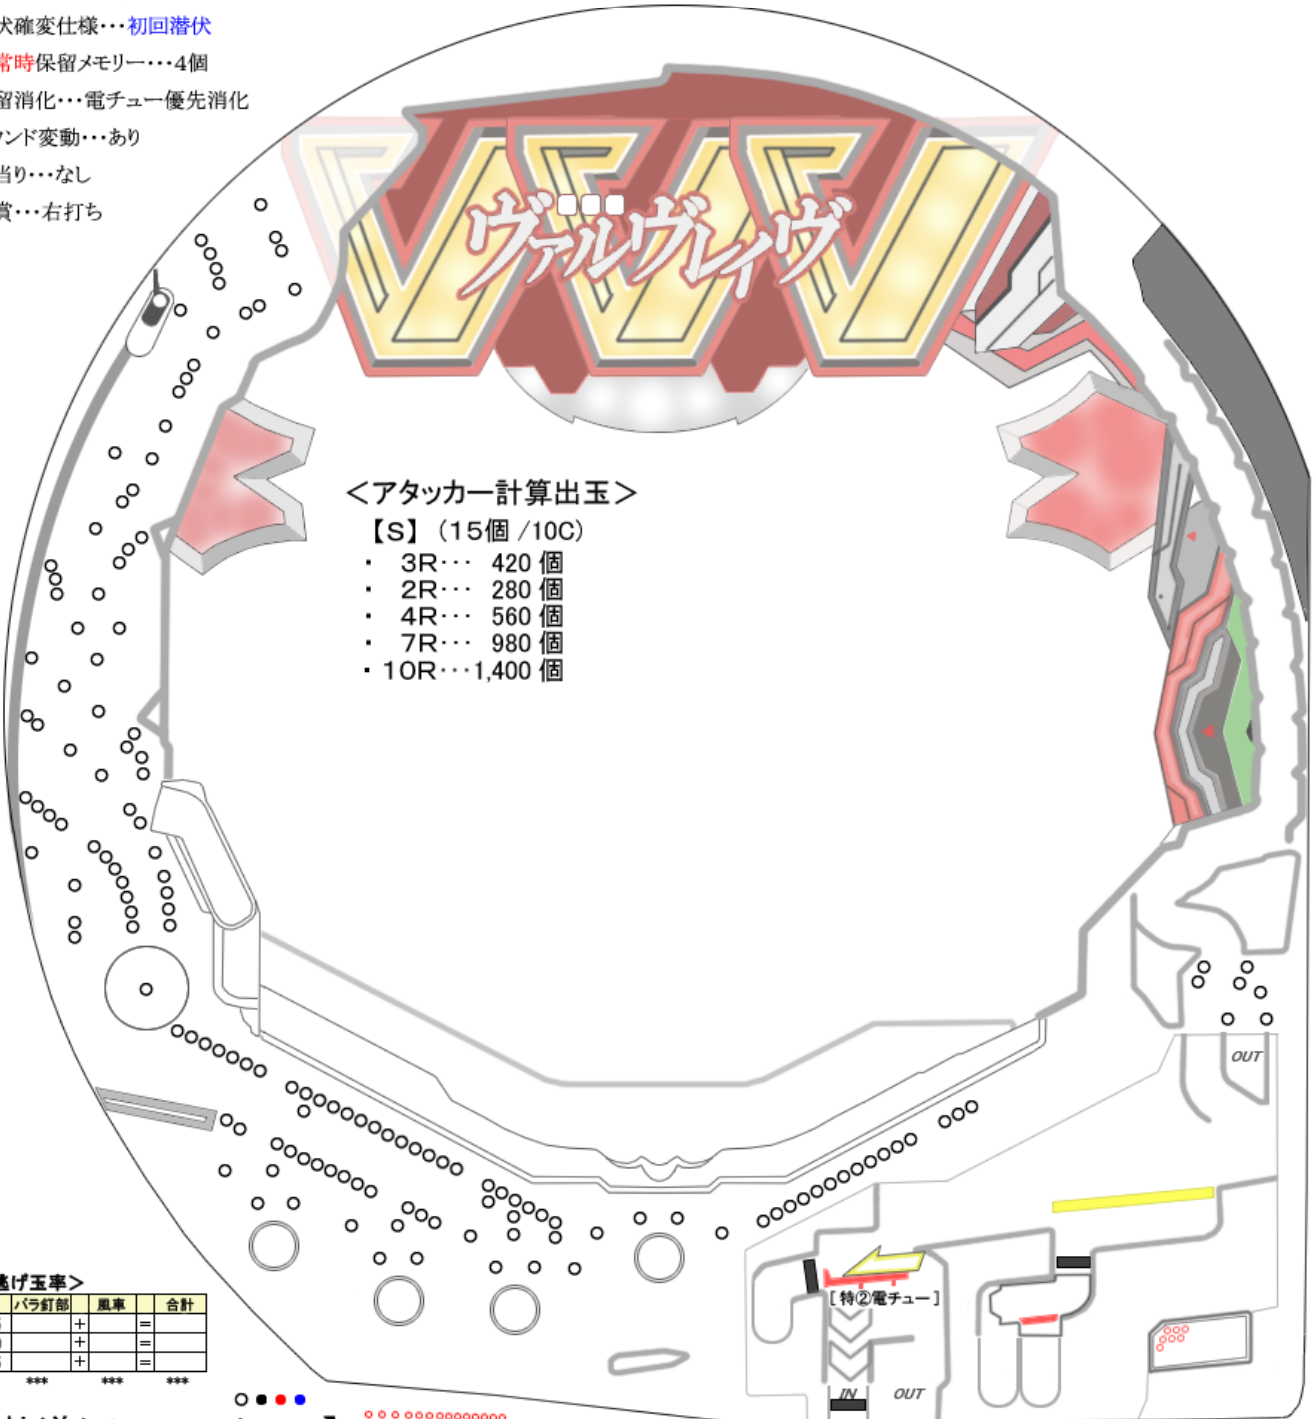 伏確変仕様･･･初回潜伏
常時保留メモリー･･･4個
留消化･･･電チュー優先消化
ウンド変動･･･あり
当り･･･なし
賞･･･右打ち
ヴァルヴレイヴ
＜アタッカー計算出玉＞
【S】 (15個 /10C)
・ 3R･･･ 420 個
・ 2R･･･ 280 個
・ 4R･･･ 560 個
・ 7R･･･ 980 個
・ 10R･･･1,400 個
OUT
[ 特②電チュー ]
IN OUT
逃げ玉率＞
バラ釘部 風車 合計
+ =
+ =
+ =
*** *** ***